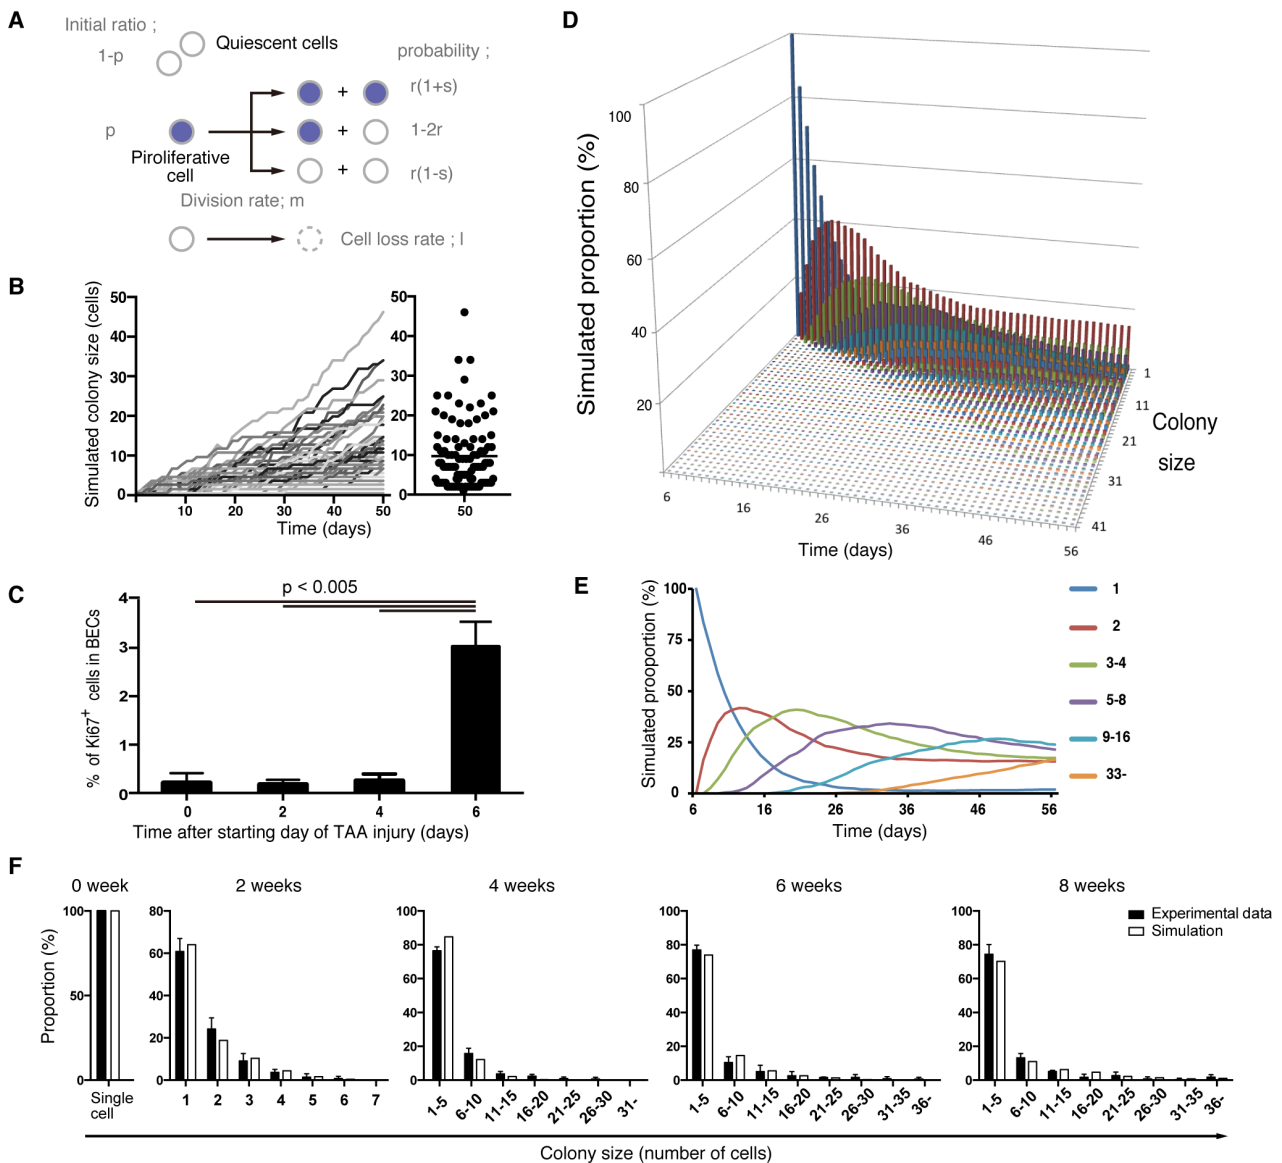 A
Initial ratio ;
1-p
Quiescent cells
probability ;
r(1+s)
p
1-2r
Piroliferative
cell
r(1-s)
Division rate; m
Cell loss rate ; l
+
+
+
B
Simulated colony size (cells)
50
30
20
10
0
10
20
30
40
50
Time (days)
50
30
20
10
0
50
C
p < 0.005
% of Ki67+ cells in BECs
4
3
2
1
0
0
2
4
6
Time after starting day of TAA injury (days)
D
Simulated proportion (%)
100
80
60
40
20
6
16
26
36
46
56
Time (days)
1
11
21
31
41
Colony
size
E
Simulated prooportion (%)
100
75
50
25
0
6
16
26
36
46
56
Time (days)
1
2
3-4
5-8
9-16
33-
F
Proportion (%)
0 week
100
50
0
Single
cell
2 weeks
80
60
40
20
0
1
2
3
4
5
6
7
4 weeks
100
80
60
40
20
0
1-5
6-10
11-15
16-20
21-25
26-30
31-
6 weeks
100
80
60
40
20
0
1-5
6-10
11-15
16-20
21-25
26-30
31-35
36-
8 weeks
100
80
60
40
20
0
1-5
6-10
11-15
16-20
21-25
26-30
31-35
36-
Experimental data
Simulation
Colony size (number of cells)